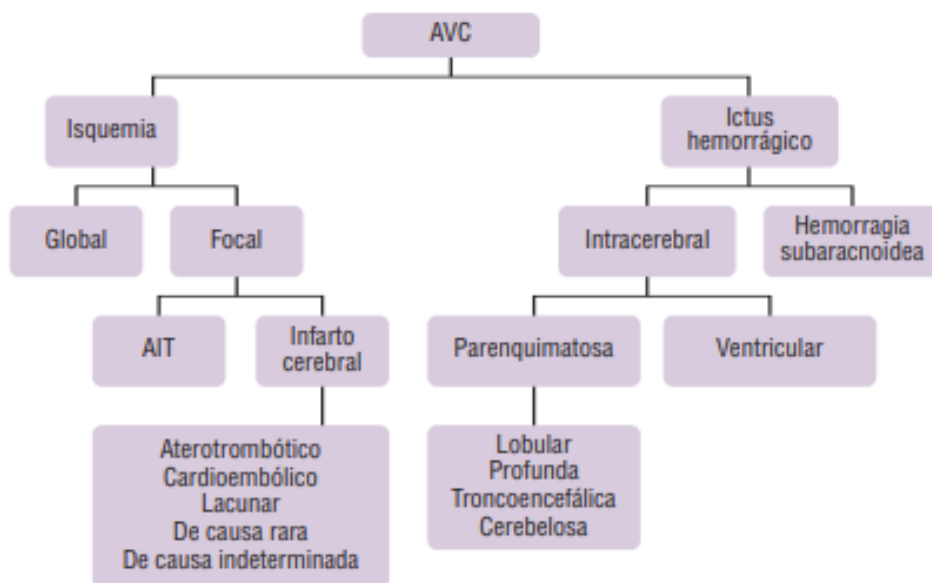 AVC
Isquemia
Ictus
hemorrágico
Global
Focal
Intracerebral
Hemorragia
subaracnoidea
AIT
Infarto
cerebral
Parenquimatosa
Ventricular
Aterotrombótico
Cardioembólico
Lacunar
De causa rara
De causa indeterminada
Lobular
Profunda
Troncoencefálica
Cerebelosa